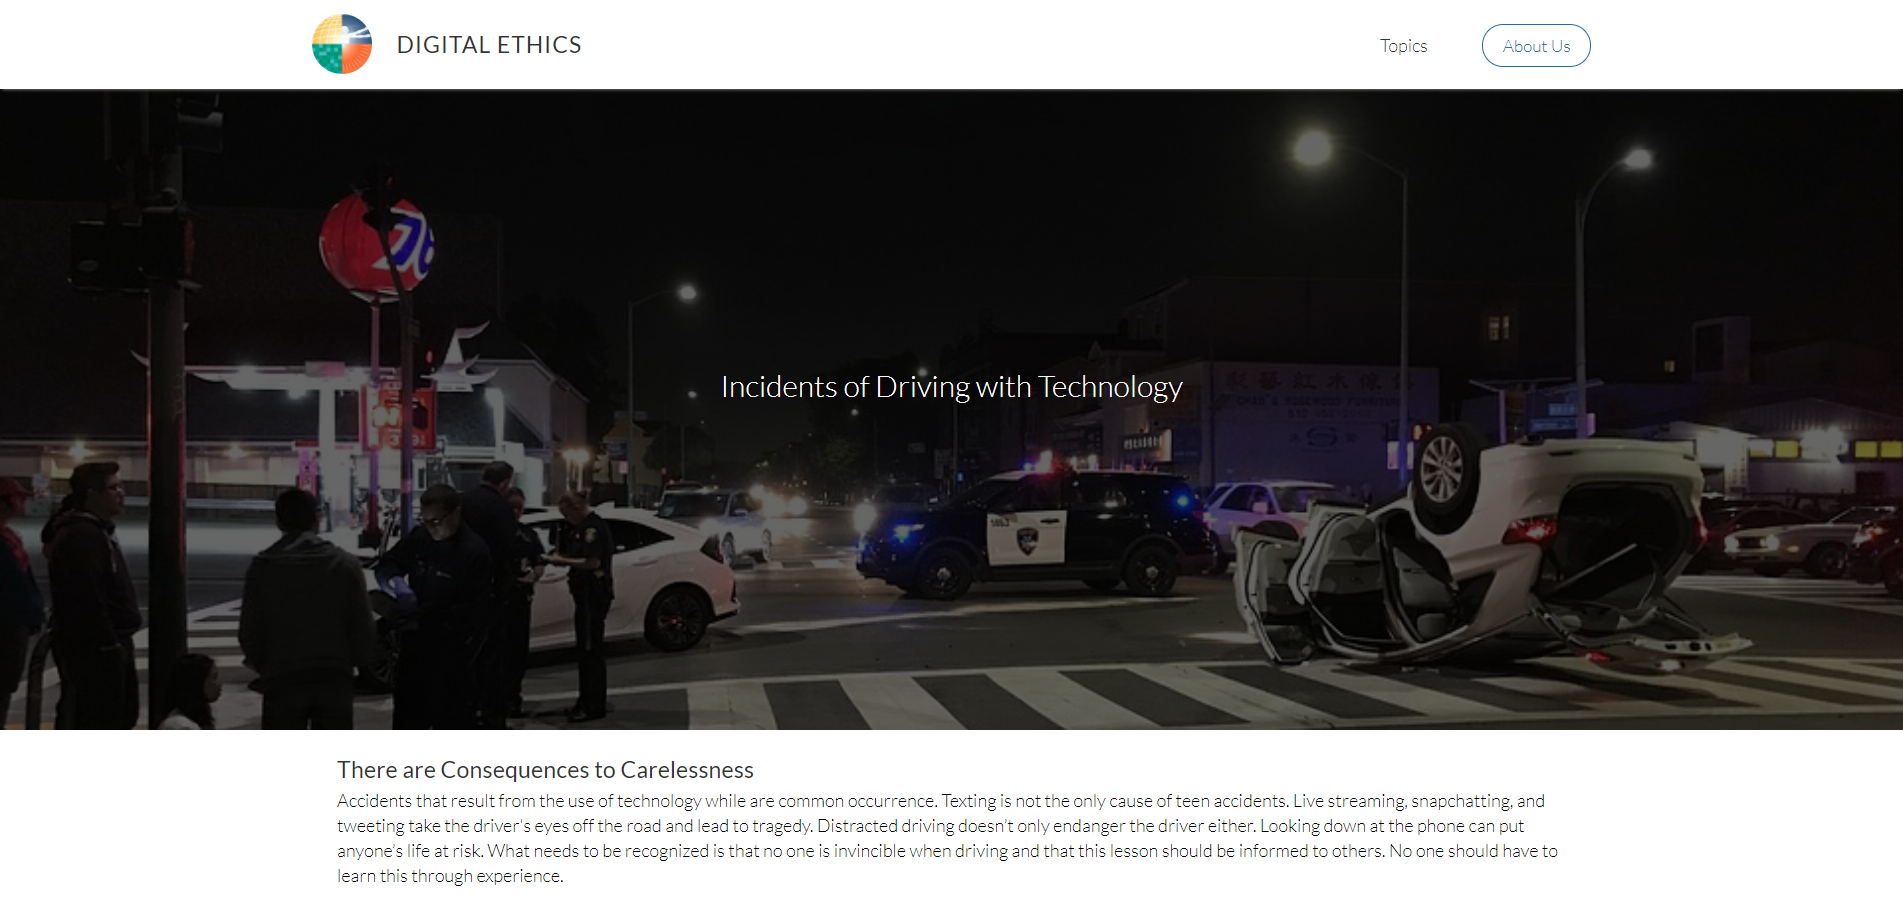 DIGITAL ETHICS
Topics
About Us
76
Incidents of Driving with Technology
There are Consequences to Carelessness
Accidents that result from the use of technology while are common occurrence. Texting is not the only cause of teen accidents. Live streaming, snapchatting, and
tweeting take the driver's eyes off the road and lead to tragedy. Distracted driving doesn't only endanger the driver either. Looking down at the phone can put
anyone's life at risk. What needs to be recognized is that no one is invincible when driving and that this lesson should be informed to others. No one should have to
learn this through experience.